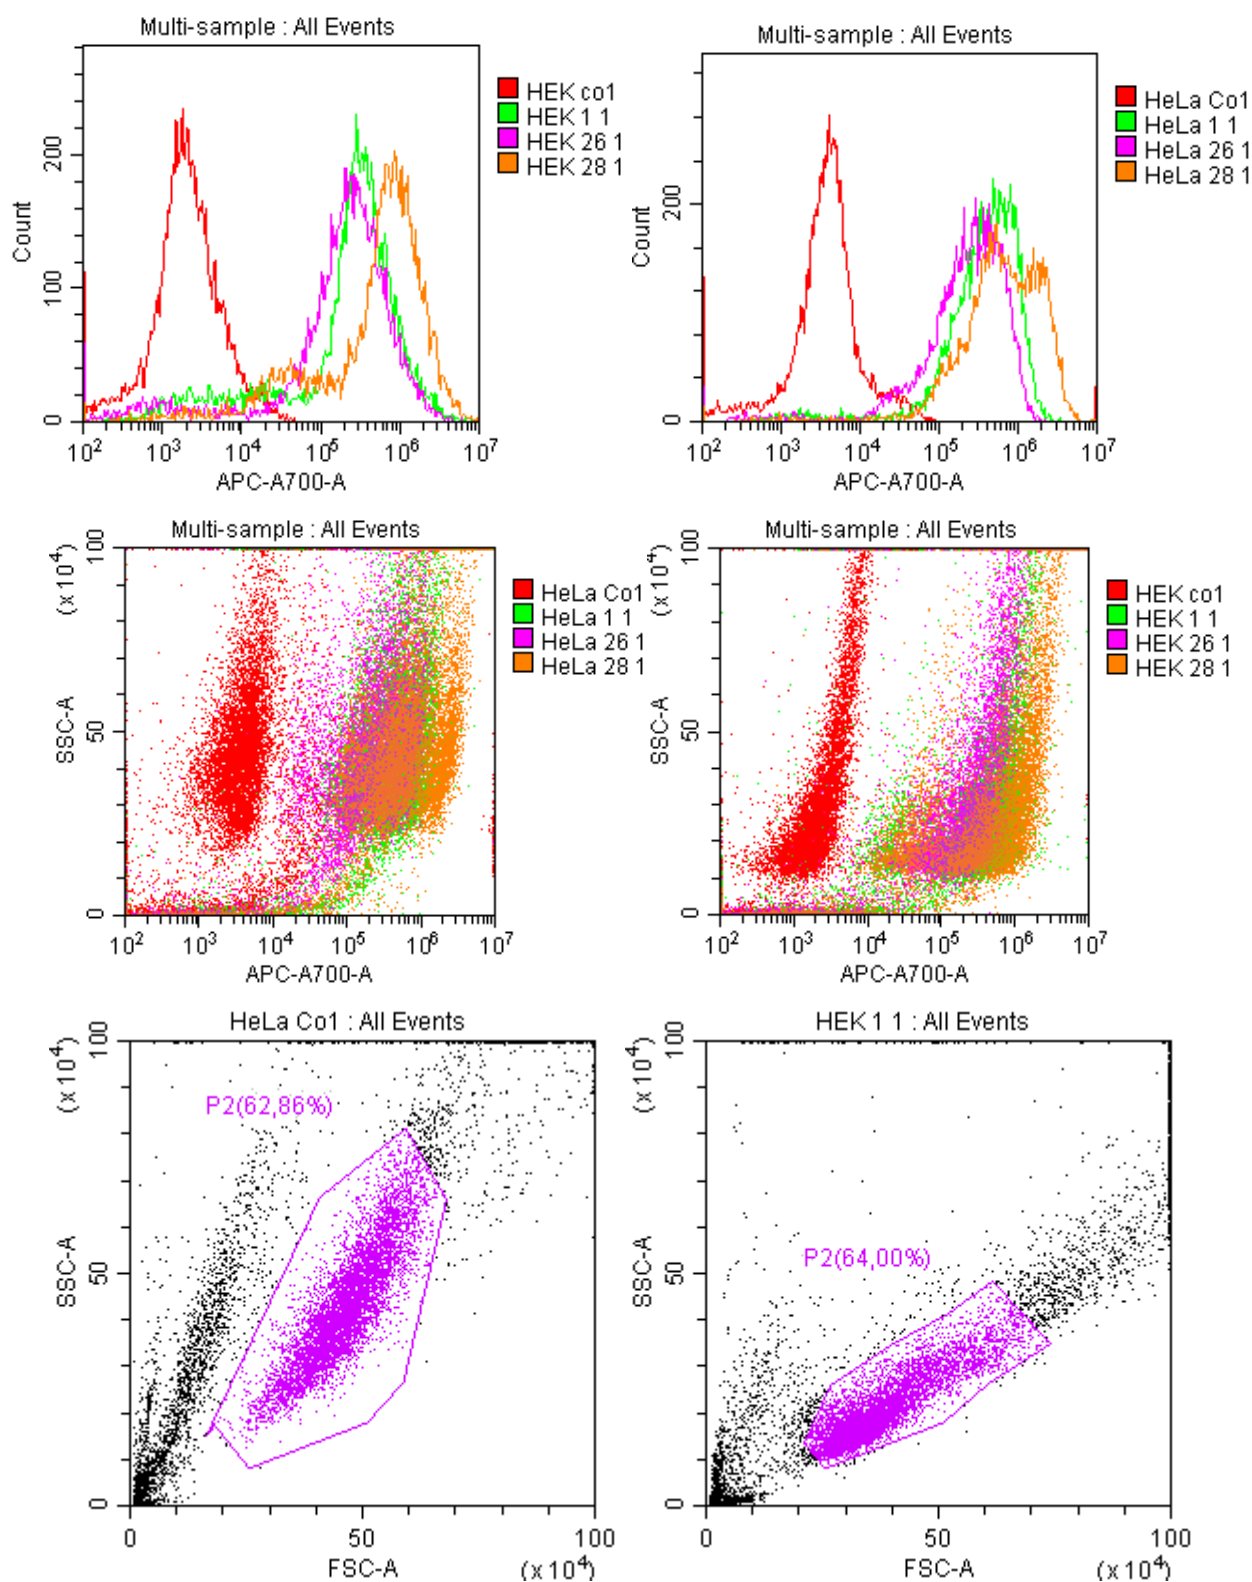 Multi-sample : All Events
Count
200
100
0
10²
10³
10⁴
10⁵
10⁶
10⁷
APC-A700-A
HEK co1
HEK 1 1
HEK 26 1
HEK 28 1
Multi-sample : All Events
Count
200
0
10²
10³
10⁴
10⁵
10⁶
10⁷
APC-A700-A
HeLa Co1
HeLa 1 1
HeLa 26 1
HeLa 28 1
Multi-sample : All Events
(x 10⁴)
SSC-A
100
50
0
10²
10³
10⁴
10⁵
10⁶
10⁷
APC-A700-A
HeLa Co1
HeLa 1 1
HeLa 26 1
HeLa 28 1
Multi-sample : All Events
(x 10⁴)
SSC-A
100
50
0
10²
10³
10⁴
10⁵
10⁶
10⁷
APC-A700-A
HEK co1
HEK 1 1
HEK 26 1
HEK 28 1
HeLa Co1 : All Events
(x 10⁴)
SSC-A
100
50
0
P2(62,86%)
0
50
100
FSC-A
(x 10⁴)
HEK 1 1 : All Events
(x 10⁴)
SSC-A
100
50
0
P2(64,00%)
0
50
100
FSC-A
(x 10⁴)